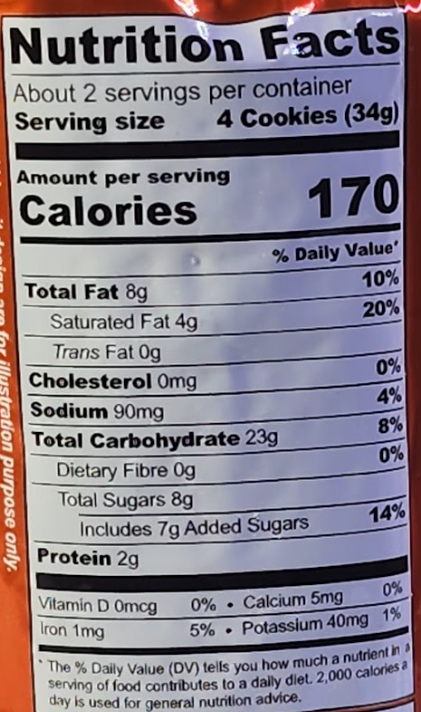 Nutrition Facts
About 2 servings per container
Serving size 4 Cookies (34g)
Amount per serving
Calories 170
% Daily Value*
Total Fat 8g 10%
Saturated Fat 4g 20%
Trans Fat 0g
Cholesterol 0mg 0%
Sodium 90mg 4%
Total Carbohydrate 23g 8%
Dietary Fibre 0g 0%
Total Sugars 8g
Includes 7g Added Sugars 14%
Protein 2g
Vitamin D 0mcg 0% • Calcium 5mg 0%
Iron 1mg 5% • Potassium 40mg 1%
* The % Daily Value (DV) tells you how much a nutrient in a
serving of food contributes to a daily diet. 2,000 calories a
day is used for general nutrition advice.
for illustration purpose only.